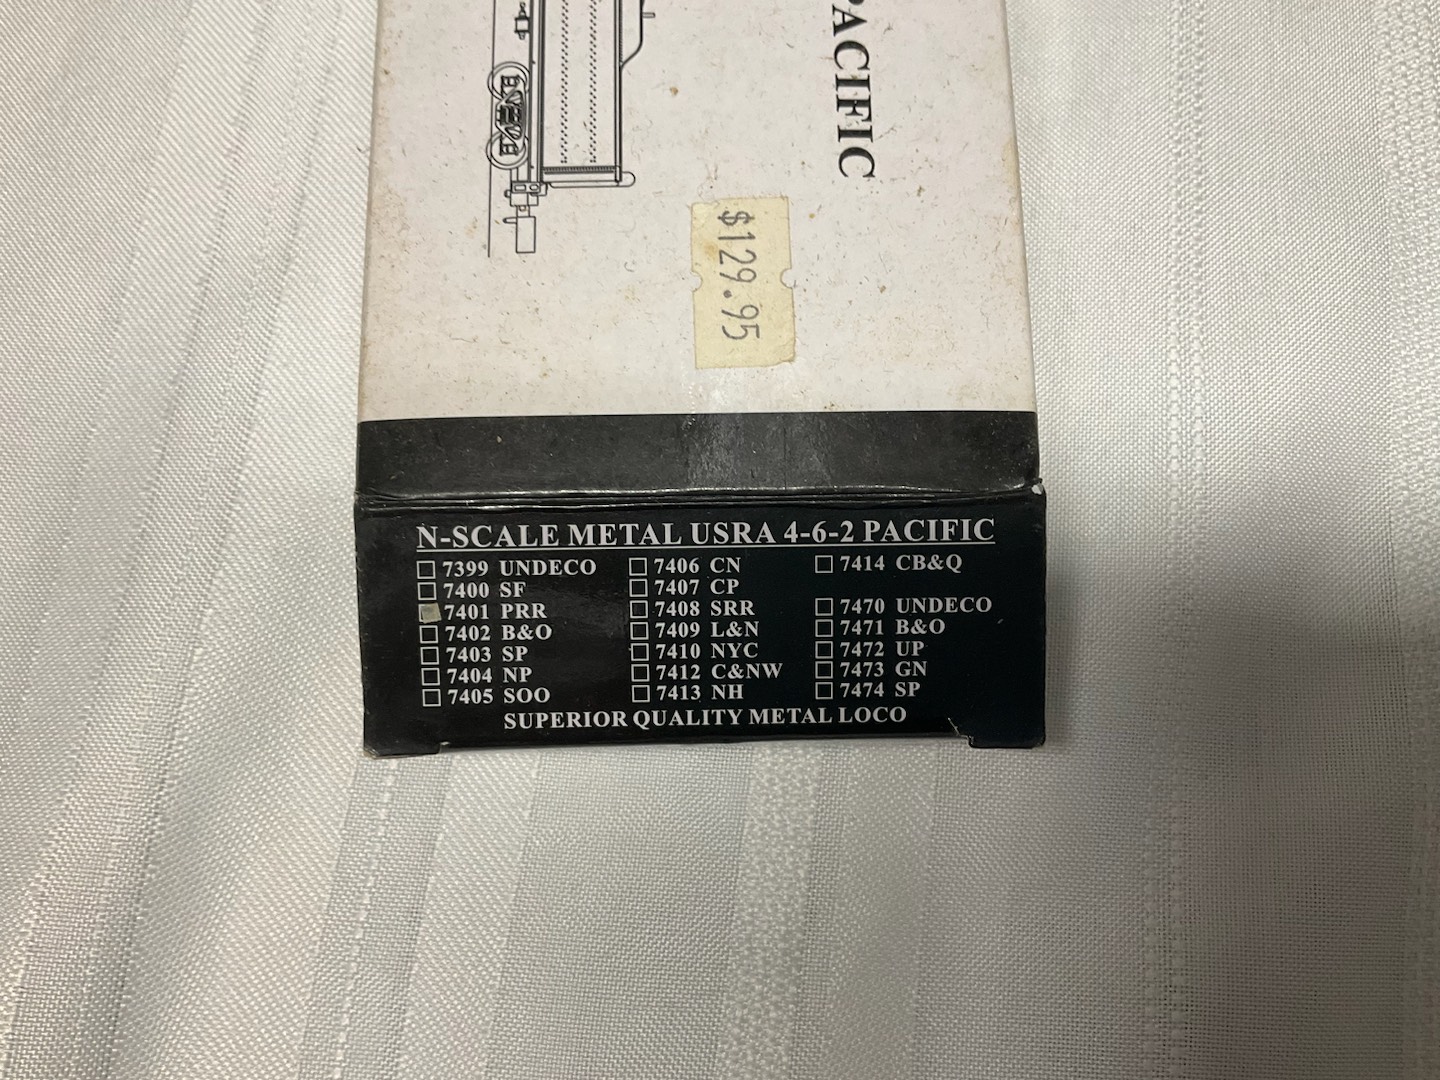 PACIFIC
$129.95
N-SCALE METAL USRA 4-6-2 PACIFIC
7399 UNDECO
7400 SF
7401 PRR
7402 B&O
7403 SP
7404 NP
7405 SOO
7406 CN
7407 CP
7408 SRR
7409 L&N
7410 NYC
7412 C&NW
7413 NH
7414 CB&Q
7470 UNDECO
7471 B&O
7472 UP
7473 GN
7474 SP
SUPERIOR QUALITY METAL LOCO